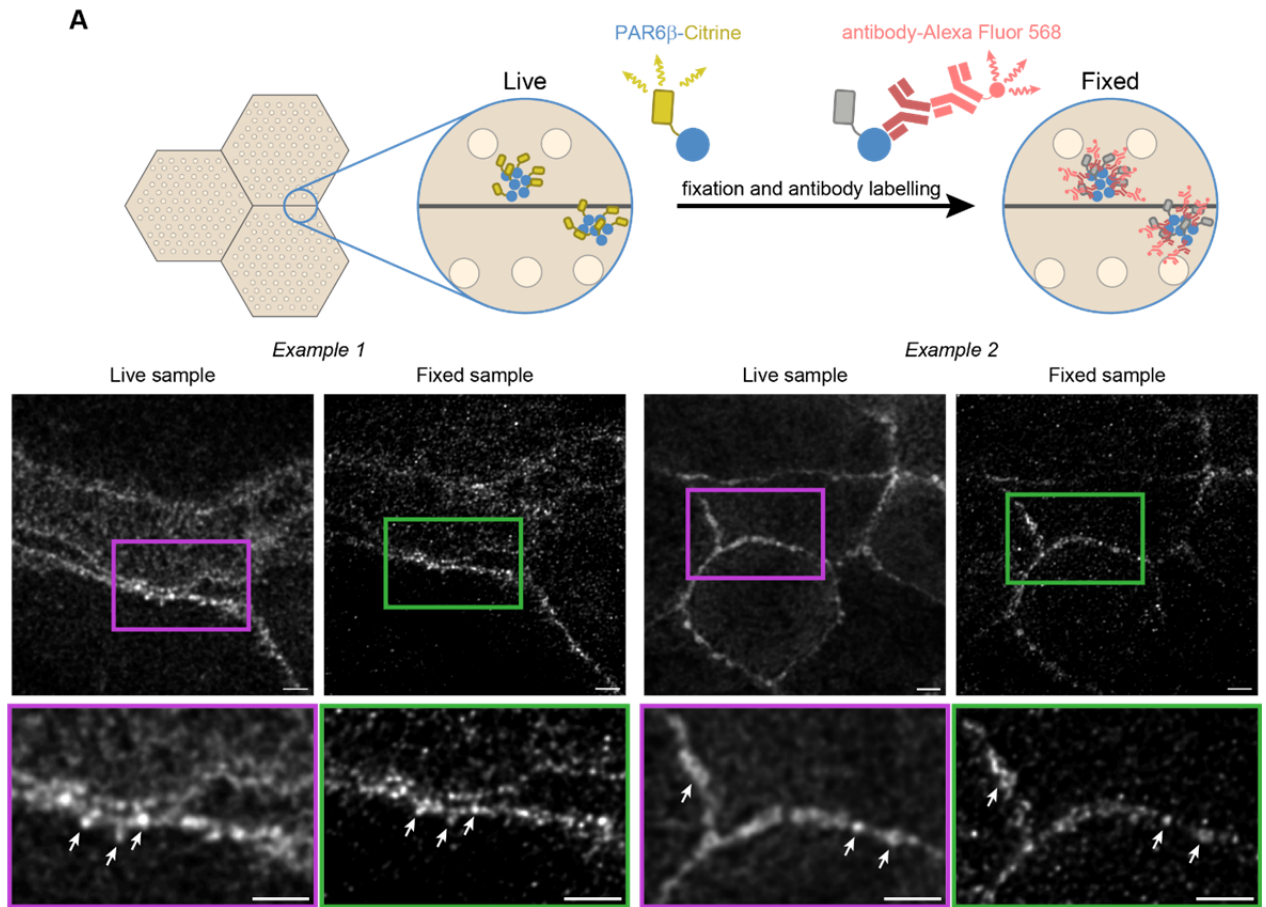 A
PAR6β-Citrine
antibody-Alexa Fluor 568
Live
Fixed
fixation and antibody labelling
Example 1
Example 2
Live sample
Fixed sample
Live sample
Fixed sample